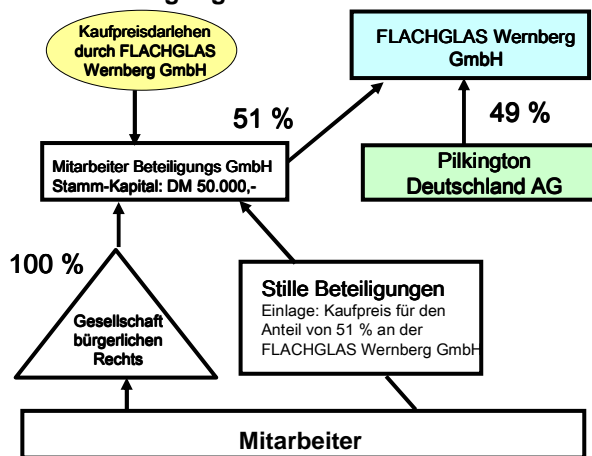 Kaufpreisdarlehen
durch FLACHGLAS
Wernberg GmbH
FLACHGLAS Wernberg
GmbH
51 %
49 %
Mitarbeiter Beteiligungs GmbH
Stamm-Kapital: DM 50.000,-
Pilkington
Deutschland AG
100 %
Gesellschaft
bürgerlichen
Rechts
Stille Beteiligungen
Einlage: Kaufpreis für den
Anteil von 51 % an der
FLACHGLAS Wernberg GmbH
Mitarbeiter